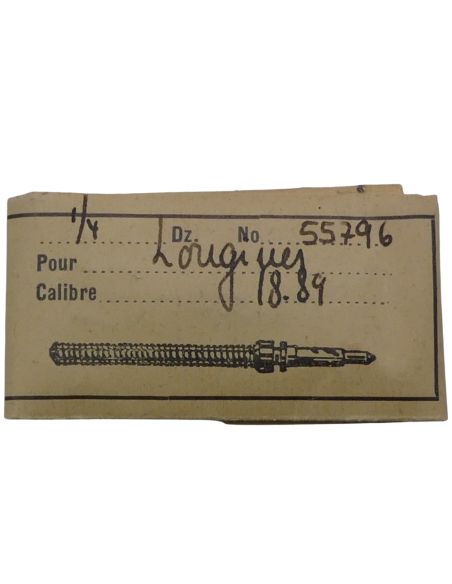 1/4 Dz. No 55796
Pour Longines
Calibre 18.89